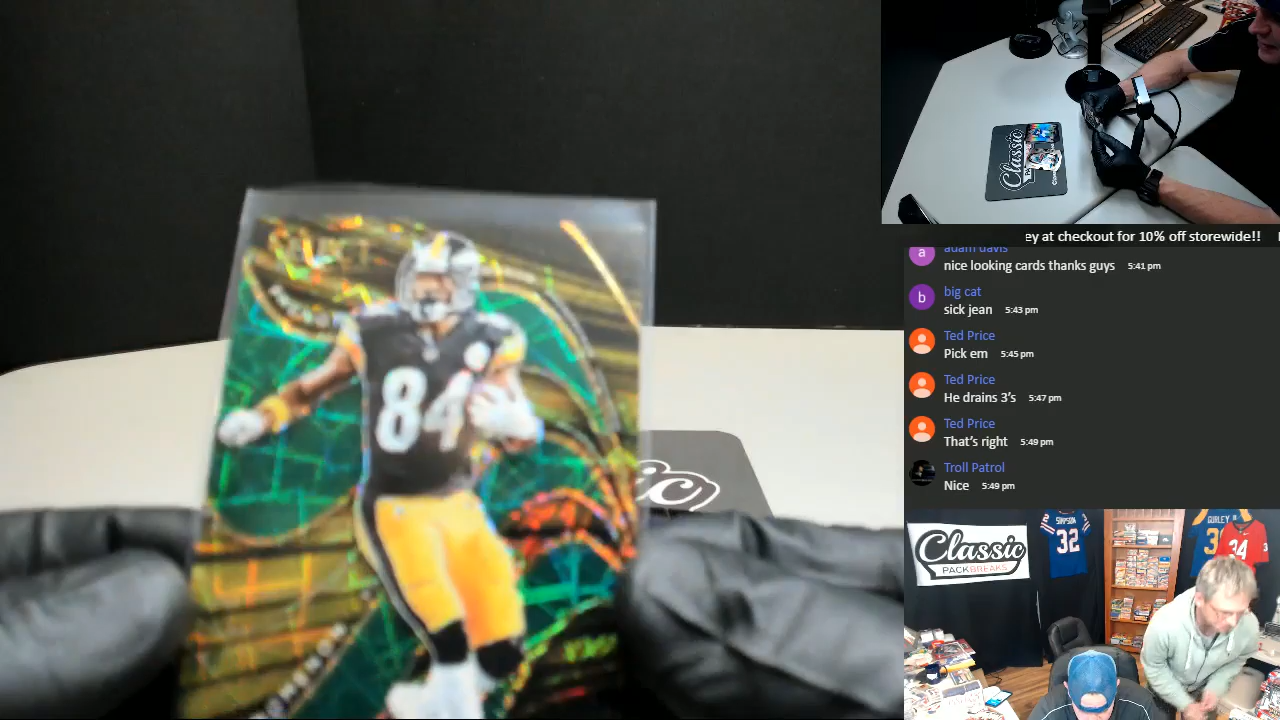 SELECT
84
Classic
ey at checkout for 10% off storewide!!
adam davis
nice looking cards thanks guys 5:41 pm
big cat
sick jean 5:43 pm
Ted Price
Pick em 5:45 pm
Ted Price
He drains 3's 5:47 pm
Ted Price
That's right 5:49 pm
Troll Patrol
Nice 5:49 pm
Classic
PACKBREAKS
SIMPSON
32
GURLEY
3
34
a
b